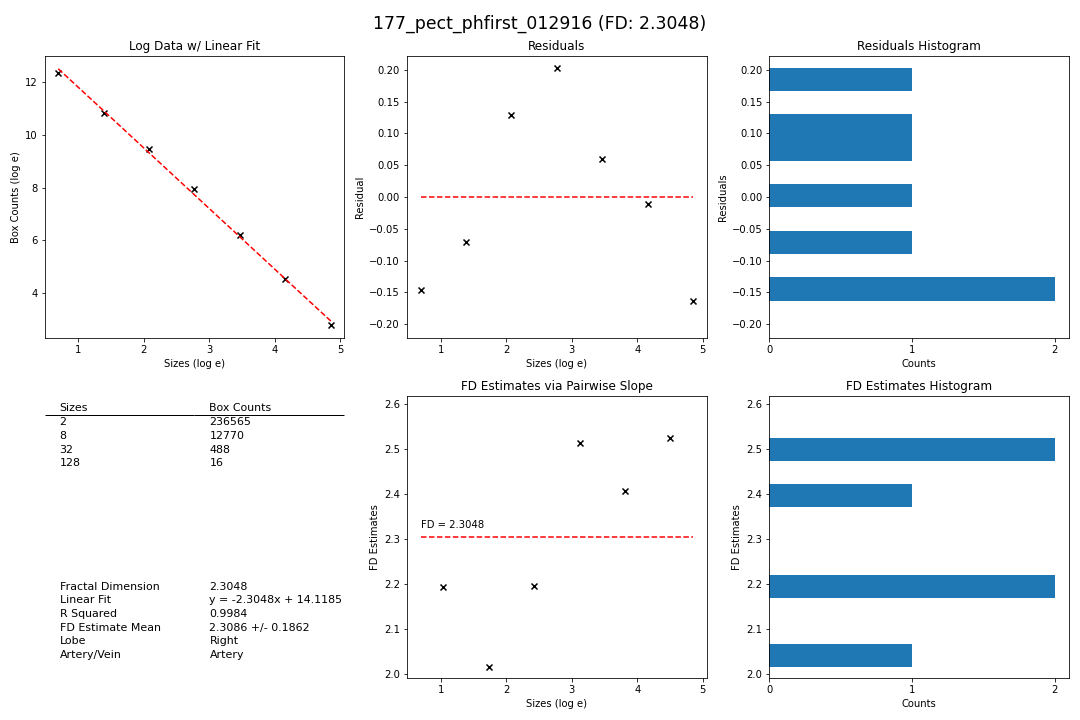 177_pect_phfirst_012916 (FD: 2.3048)
Log Data w/ Linear Fit
Box Counts (log e)
12
10
8
6
4
1 2 3 4 5
Sizes (log e)
Residuals
Residual
0.20
0.15
0.10
0.05
0.00
−0.05
−0.10
−0.15
−0.20
1 2 3 4 5
Sizes (log e)
Residuals Histogram
Residuals
0.20
0.15
0.10
0.05
0.00
−0.05
−0.10
−0.15
−0.20
0 1 2
Counts
Sizes Box Counts
2 236565
8 12770
32 488
128 16
Fractal Dimension 2.3048
Linear Fit y = -2.3048x + 14.1185
R Squared 0.9984
FD Estimate Mean 2.3086 +/- 0.1862
Lobe Right
Artery/Vein Artery
FD Estimates via Pairwise Slope
FD Estimates
2.6
2.5
2.4
2.3
2.2
2.1
2.0
FD = 2.3048
1 2 3 4 5
Sizes (log e)
FD Estimates Histogram
FD Estimates
2.6
2.5
2.4
2.3
2.2
2.1
2.0
0 1 2
Counts